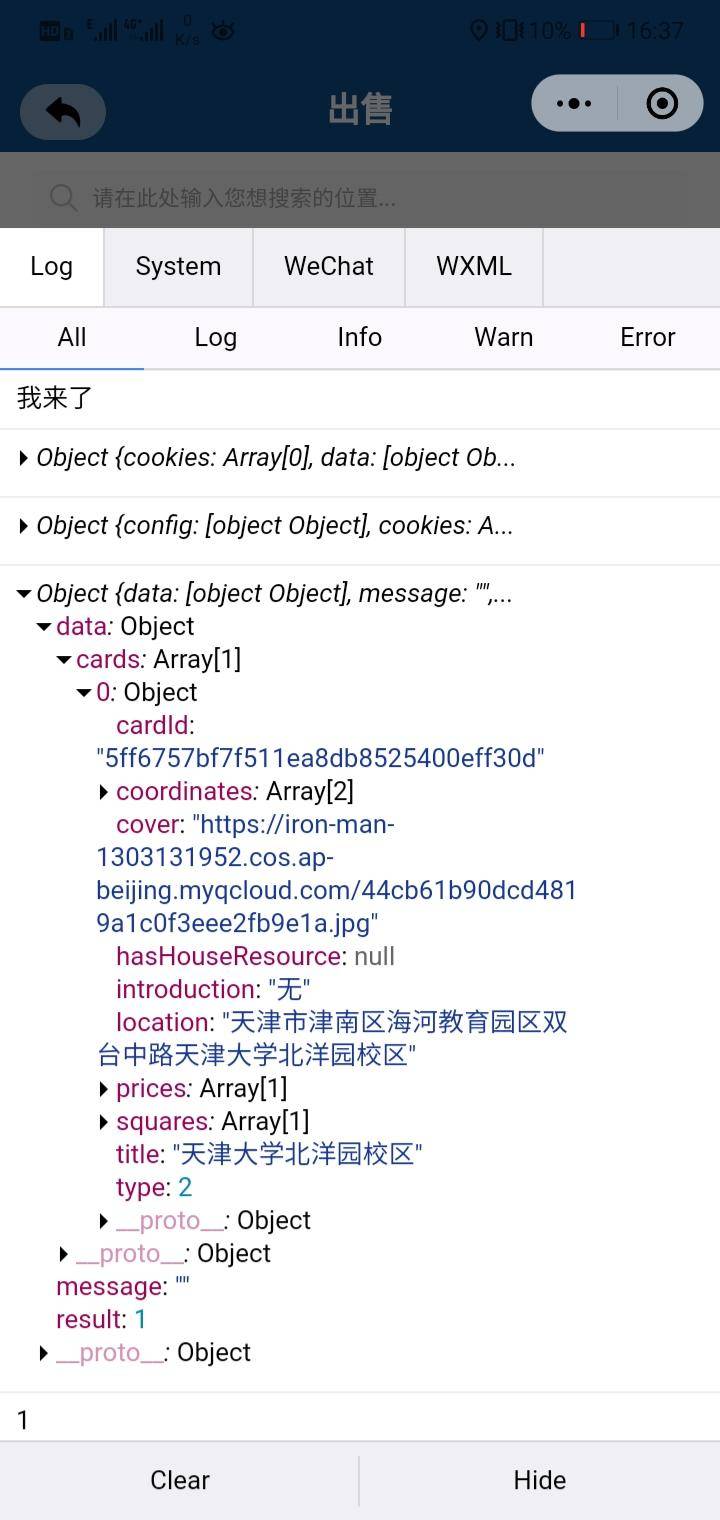 HD 2 E 4G+ 0 K/s 10% 16:37
出售
请在此处输入您想搜索的位置...
Log System WeChat WXML
All Log Info Warn Error
我来了
Object {cookies: Array[0], data: [object Ob...
Object {config: [object Object], cookies: A...
Object {data: [object Object], message: "",...
data: Object
cards: Array[1]
0: Object
cardId:
"5ff6757bf7f511ea8db8525400eff30d"
coordinates: Array[2]
cover: "https://iron-man-
1303131952.cos.ap-
beijing.myqcloud.com/44cb61b90dcd481
9a1c0f3eee2fb9e1a.jpg"
hasHouseResource: null
introduction: "无"
location: "天津市津南区海河教育园区双
台中路天津大学北洋园校区"
prices: Array[1]
squares: Array[1]
title: "天津大学北洋园校区"
type: 2
__proto__: Object
__proto__: Object
message: ""
result: 1
__proto__: Object
1
Clear Hide